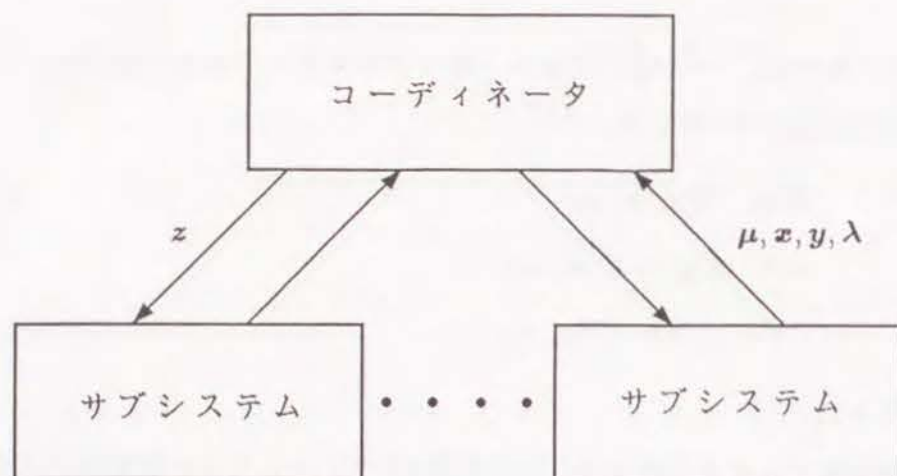 コーディネータ
z
μ, x, y, λ
サブシステム
サブシステム